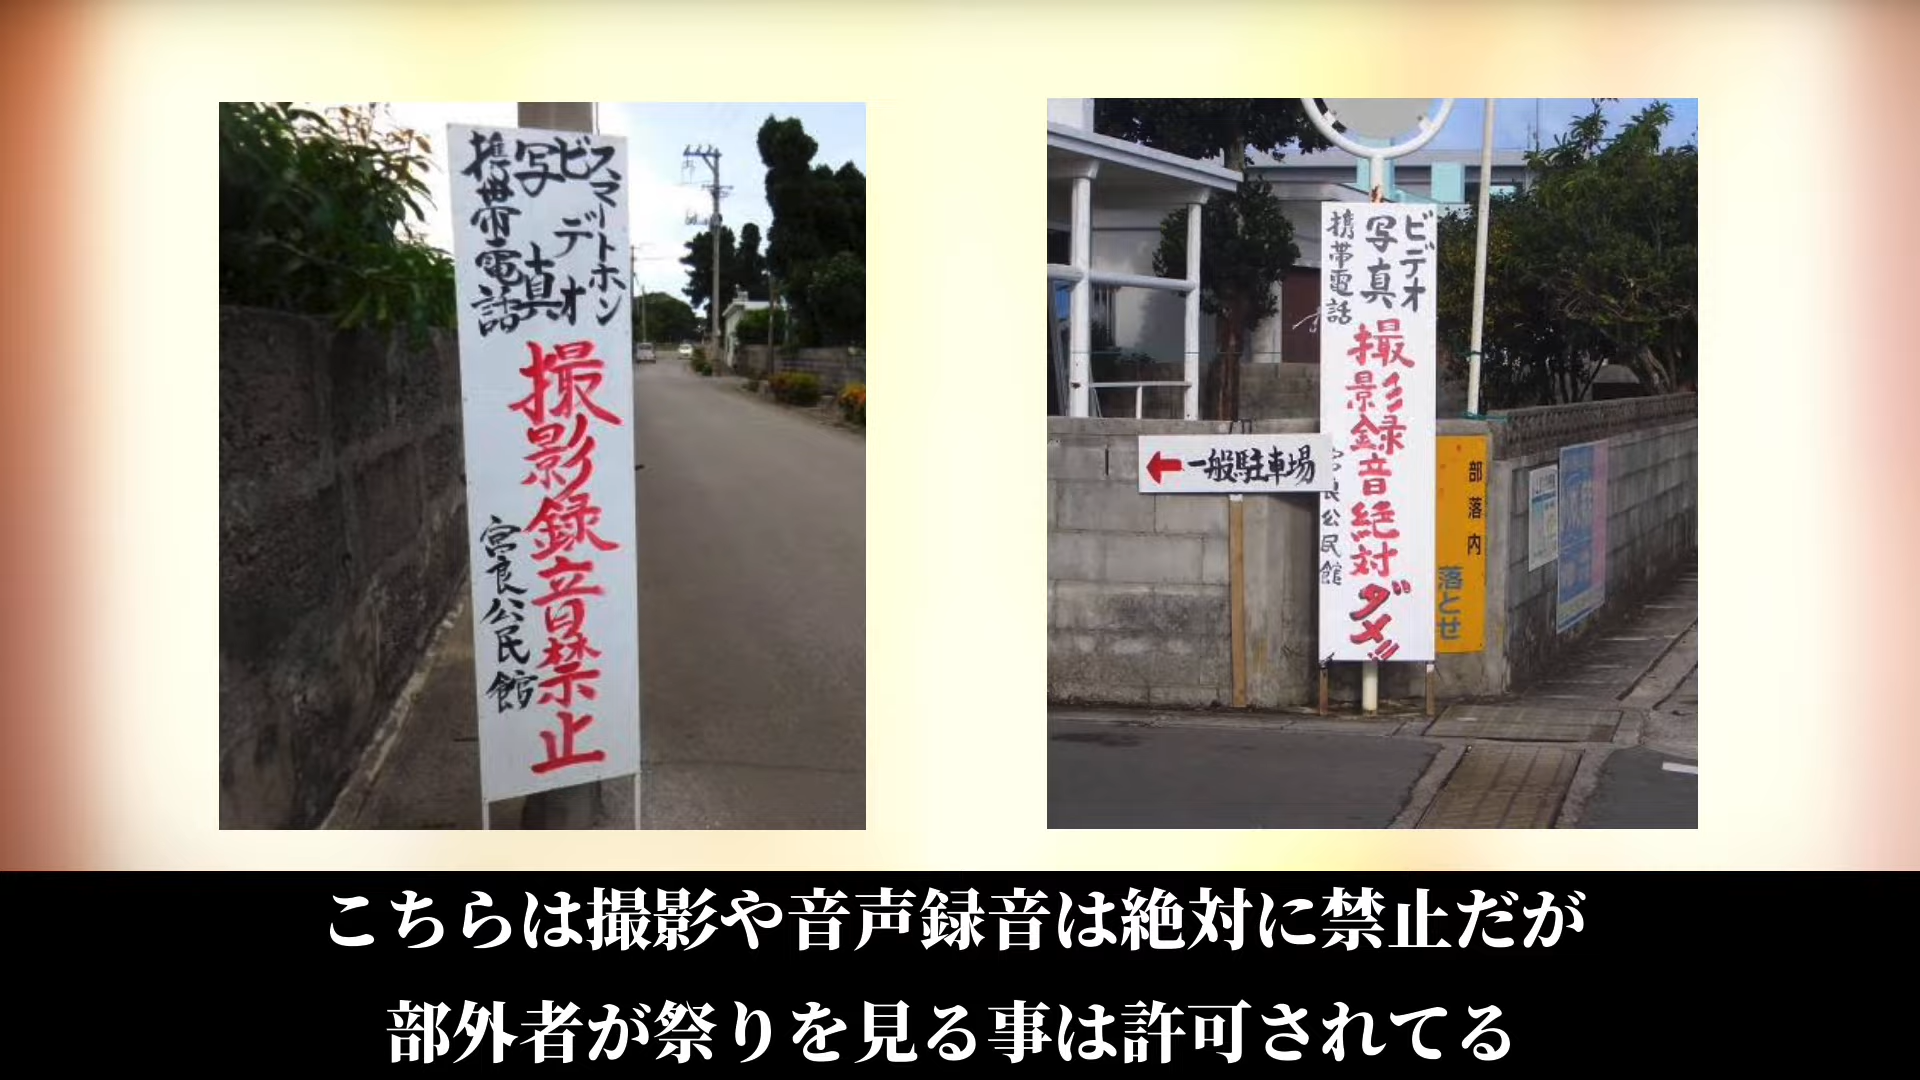 スマートホン
ビデオ
写真
携帯電話
撮影録音禁止
宮良公民館
ビデオ
写真
携帯電話
撮影録音絶対ダメ!!
良公民館
一般駐車場
部落内
落とせ
こちらは撮影や音声録音は絶対に禁止だが
部外者が祭りを見る事は許可されてる